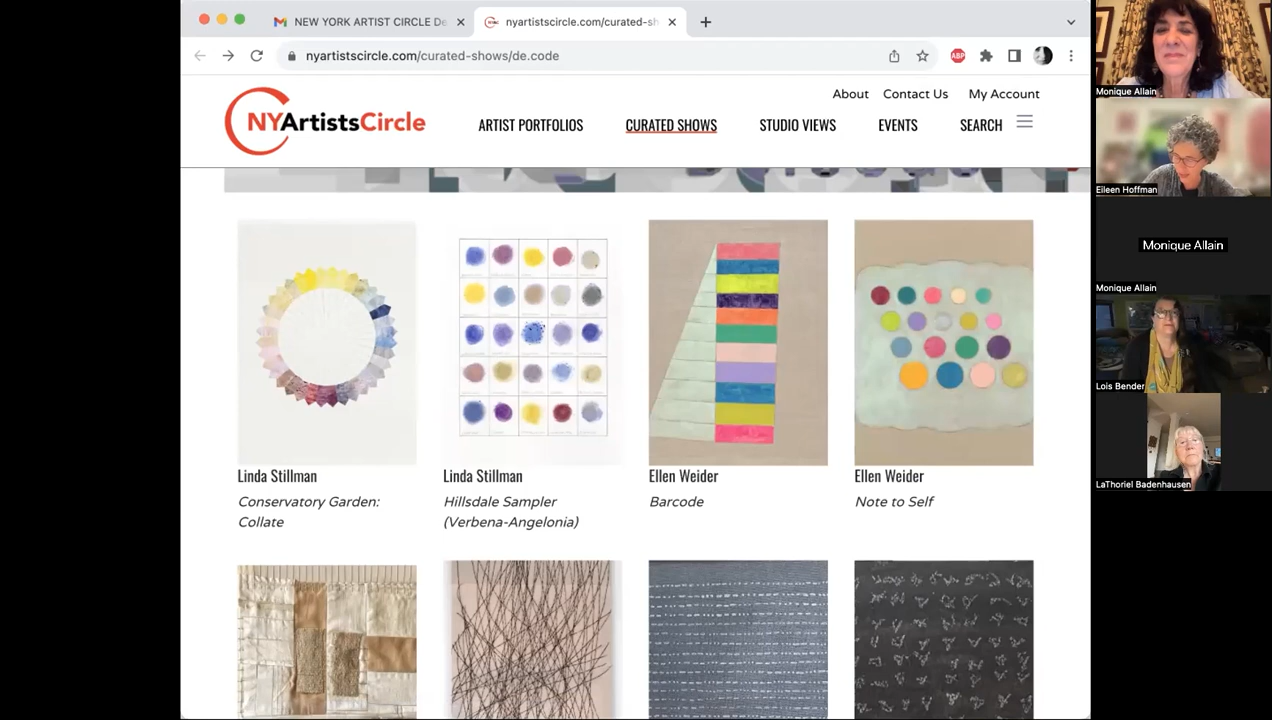 NEW YORK ARTIST CIRCLE De
nyartistscircle.com/curated-sh
nyartistscircle.com/curated-shows/de.code
ABP
About Contact Us My Account
NYArtistsCircle
ARTIST PORTFOLIOS CURATED SHOWS STUDIO VIEWS EVENTS SEARCH
Linda Stillman
Conservatory Garden:
Collate
Linda Stillman
Hillsdale Sampler
(Verbena-Angelonia)
Ellen Weider
Barcode
Ellen Weider
Note to Self
Monique Allain
Eileen Hoffman
Monique Allain
Monique Allain
Lois Bender
LaThoriel Badenhausen